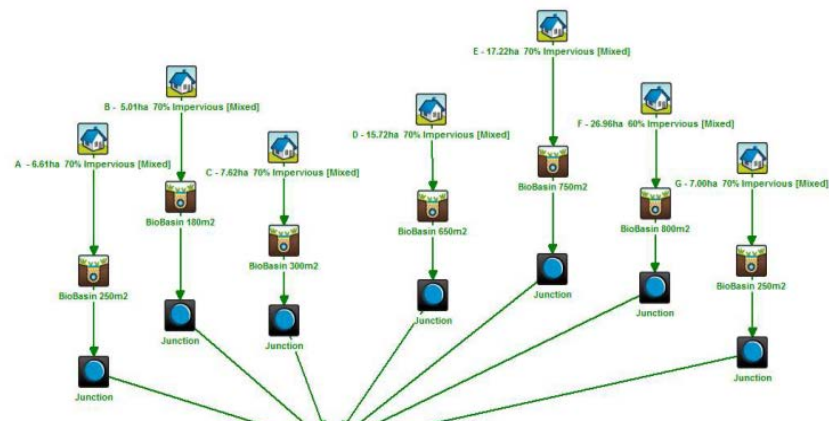 E - 17.22ha 70% Impervious [Mixed]
B - 5.01ha 70% Impervious [Mixed]
F - 26.96ha 60% Impervious [Mixed]
D - 15.72ha 70% Impervious [Mixed]
A - 6.61ha 70% Impervious [Mixed]
C - 7.62ha 70% Impervious [Mixed]
G - 7.00ha 70% Impervious [Mixed]
BioBasin 750m2
BioBasin 180m2
BioBasin 650m2
BioBasin 800m2
BioBasin 300m2
BioBasin 250m2
BioBasin 250m2
Junction
Junction
Junction
Junction
Junction
Junction
Junction